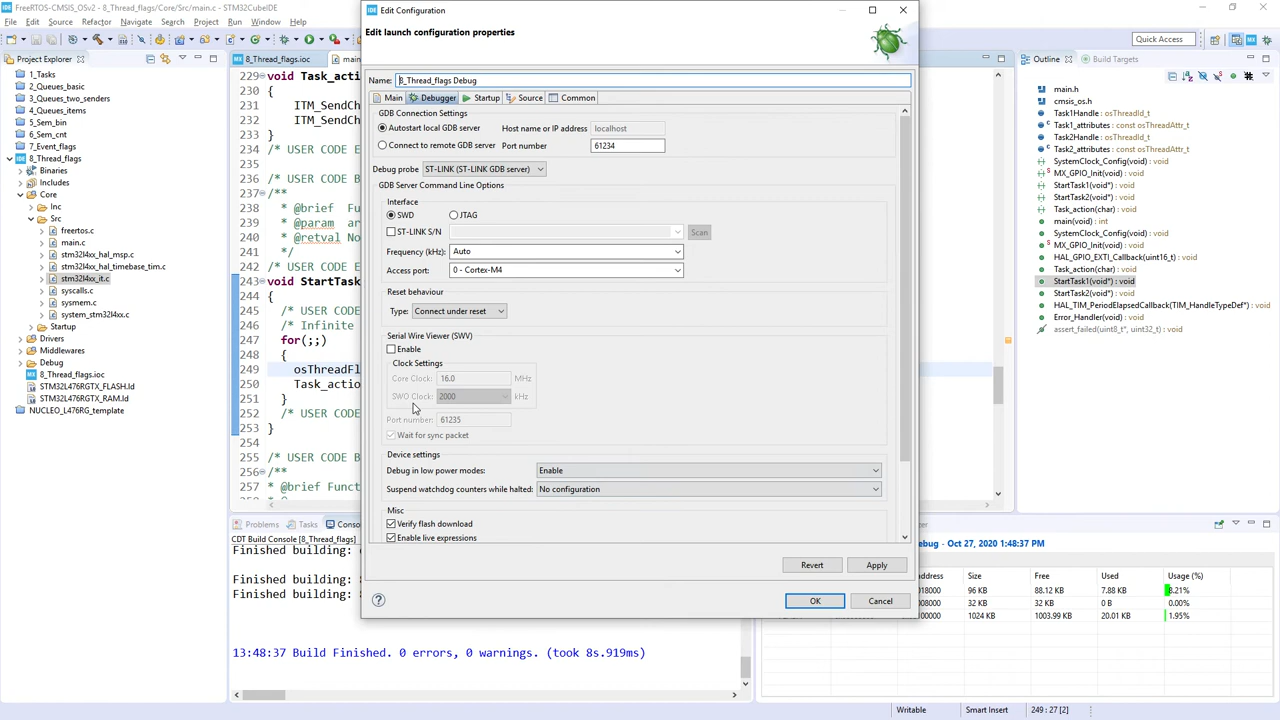 FreeRTOS-CMSIS_OSv2 - 8_Thread_flags/Core/Src/main.c - STM32CubeIDE
File Edit Source Refactor Navigate Search Project Run Window Help
Quick Access
Project Explorer
1_Tasks
2_Queues_basic
3_Queues_two_senders
4_Queues_items
5_Sem_bin
6_Sem_cnt
7_Event_flags
8_Thread_flags
Binaries
Includes
Core
Inc
Src
freertos.c
main.c
stm32l4xx_hal_msp.c
stm32l4xx_hal_timebase_tim.c
stm32l4xx_it.c
syscalls.c
sysmem.c
system_stm32l4xx.c
Startup
Drivers
Middlewares
Debug
8_Thread_flags.ioc
STM32L476RGTX_FLASH.ld
STM32L476RGTX_RAM.ld
NUCLEO_L476RG_template
8_Thread_flags.ioc
229 void Task_acti
230 {
231 ITM_SendCh
232 ITM_SendCh
233 }
234 /* USER CODE E
235
236 /* USER CODE B
237 /**
238 * @brief Fu
239 * @param ar
240 * @retval No
241 */
242 /* USER CODE E
243 void StartTask
244 {
245 /* USER COD
246 /* Infinite
247 for(;;)
248 {
249 osThreadFl
250 Task_actio
251 }
252 /* USER COD
253 }
254
255 /* USER CODE B
256 /**
257 * @brief Func
Problems Tasks Conso
CDT Build Console [8_Thread_flags]
Finished building:
Finished building: 8
Finished building: 8
13:48:37 Build Finished. 0 errors, 0 warnings. (took 8s.919ms)
IDE Edit Configuration
Edit launch configuration properties
Name: 8_Thread_flags Debug
Main Debugger Startup Source Common
GDB Connection Settings
Autostart local GDB server Host name or IP address localhost
Connect to remote GDB server Port number 61234
Debug probe ST-LINK (ST-LINK GDB server)
GDB Server Command Line Options
Interface
SWD JTAG
ST-LINK S/N Scan
Frequency (kHz): Auto
Access port: 0 - Cortex-M4
Reset behaviour
Type: Connect under reset
Serial Wire Viewer (SWV)
Enable
Clock Settings
Core Clock: 16.0 MHz
SWO Clock: 2000 kHz
Port number: 61235
Wait for sync packet
Device settings
Debug in low power modes: Enable
Suspend watchdog counters while halted: No configuration
Misc
Verify flash download
Enable live expressions
Revert Apply
OK Cancel
Outline Build Targets
main.h
cmsis_os.h
Task1Handle : osThreadId_t
Task1_attributes : const osThreadAttr_t
Task2Handle : osThreadId_t
Task2_attributes : const osThreadAttr_t
SystemClock_Config(void) : void
MX_GPIO_Init(void) : void
StartTask1(void*) : void
StartTask2(void*) : void
Task_action(char) : void
main(void) : int
SystemClock_Config(void) : void
MX_GPIO_Init(void) : void
HAL_GPIO_EXTI_Callback(uint16_t) : void
Task_action(char) : void
StartTask1(void*) : void
StartTask2(void*) : void
HAL_TIM_PeriodElapsedCallback(TIM_HandleTypeDef*) : void
Error_Handler(void) : void
assert_failed(uint8_t*, uint32_t) : void
ebug - Oct 27, 2020 1:48:37 PM
address Size Free Used Usage (%)
018000 96 KB 88.12 KB 7.88 KB 8.21%
008000 32 KB 32 KB 0 B 0.00%
00000 1024 KB 1003.99 KB 20.01 KB 1.95%
Writable Smart Insert 249 : 27 [2]